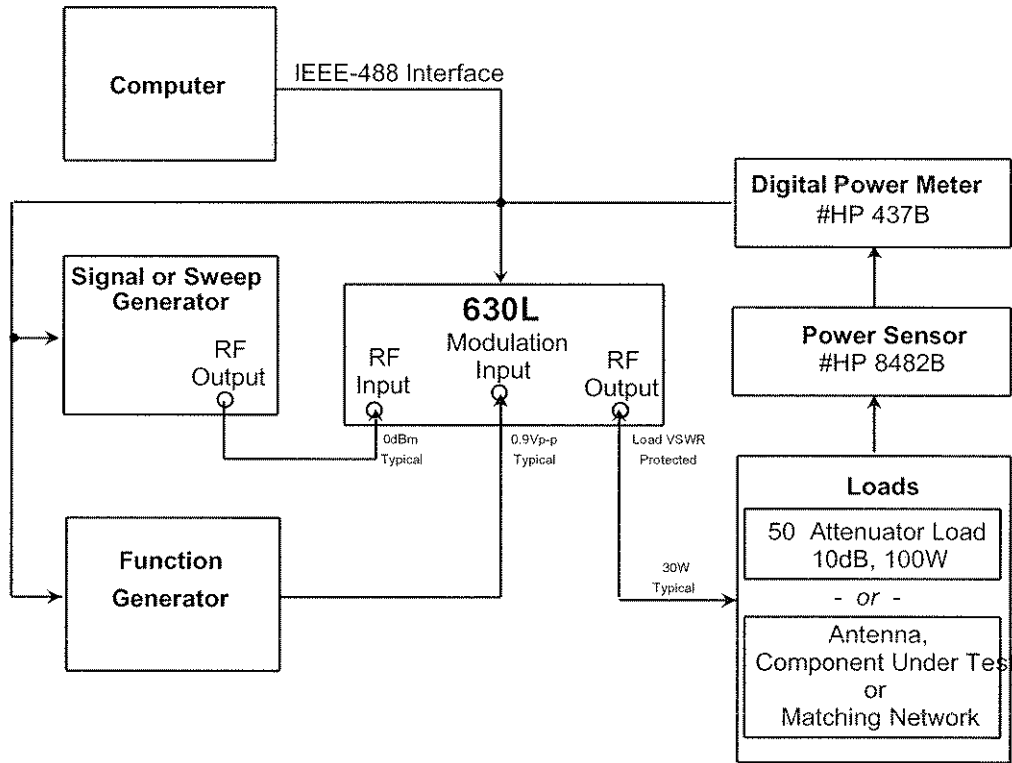 Computer
IEEE-488 Interface
Digital Power Meter
#HP 437B
Signal or Sweep
Generator
RF
Output
630L
Modulation
Input
RF
Input
RF
Output
Power Sensor
#HP 8482B
0dBm
Typical
0.9Vp-p
Typical
Load VSWR
Protected
Function
Generator
30W
Typical
Loads
50 Attenuator Load
10dB, 100W
- or -
Antenna,
Component Under Tes
or
Matching Network